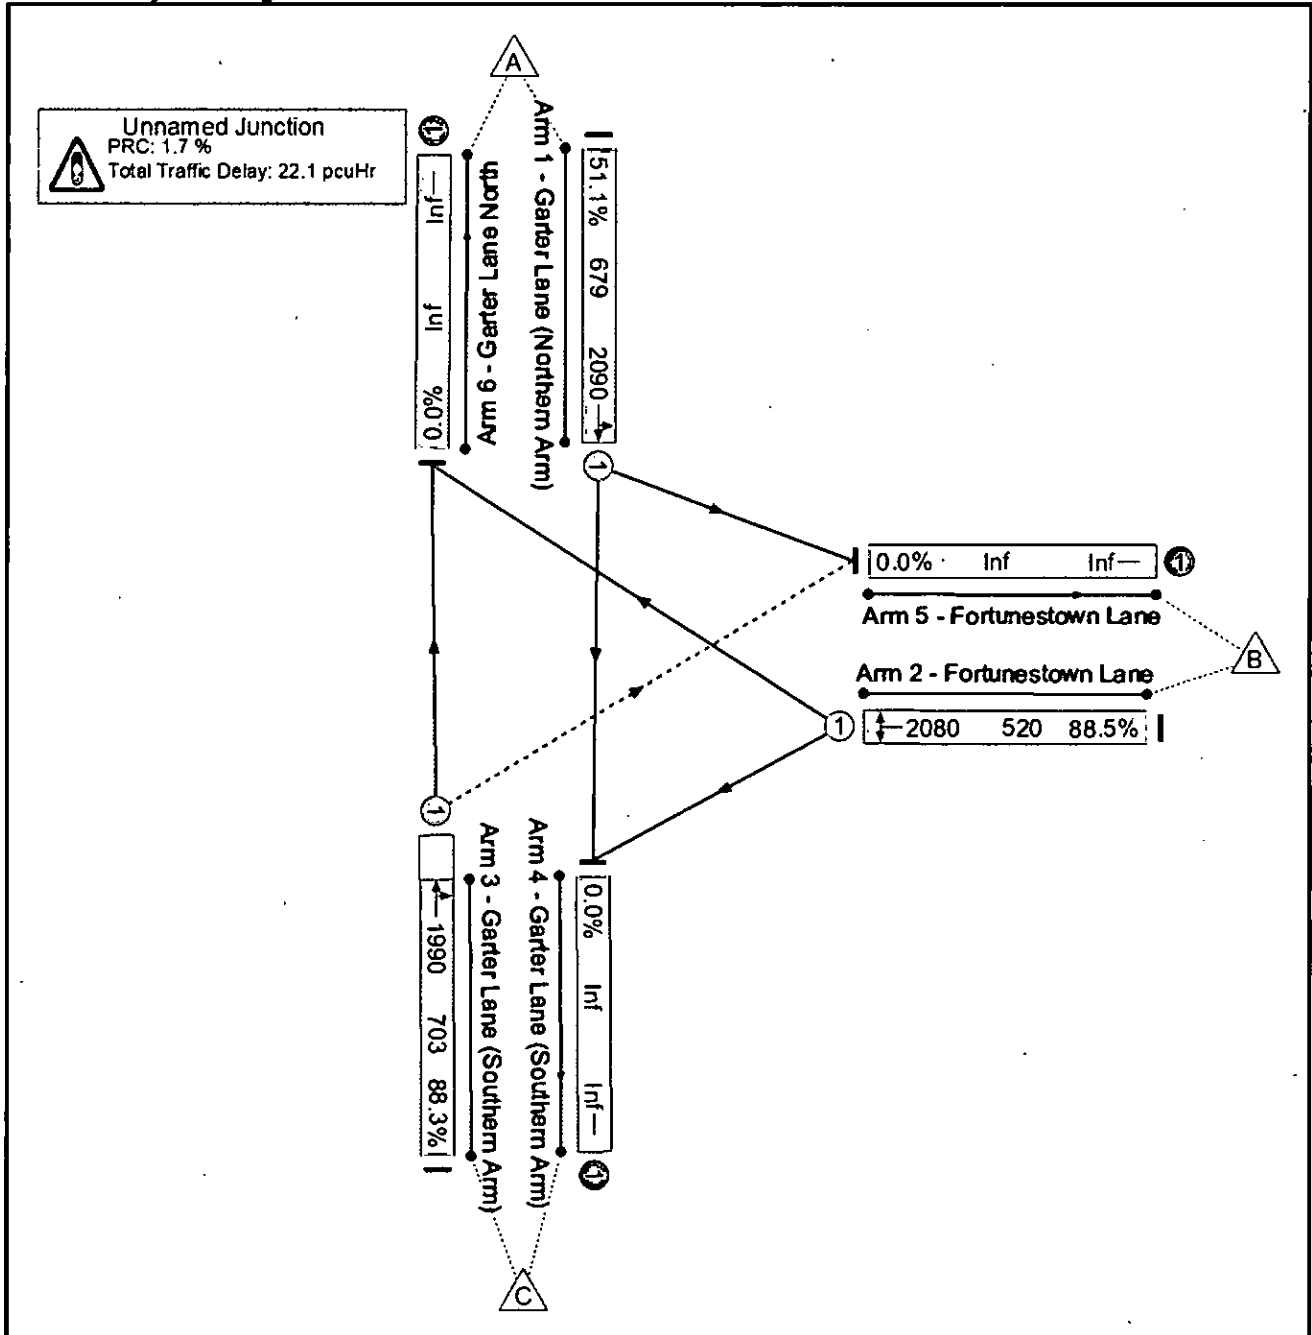 A
Unnamed Junction
PRC: 1.7 %
Total Traffic Delay: 22.1 pcuHr
1
Inf Inf 0.0%
Arm 6 - Garter Lane North
Arm 1 - Garter Lane (Northern Arm)
51.1% 679 2090
1
0.0% Inf Inf
1
Arm 5 - Fortunestown Lane
B
Arm 2 - Fortunestown Lane
1
2080 520 88.5%
1
1990 703 88.3%
Arm 3 - Garter Lane (Southern Arm)
Arm 4 - Garter Lane (Southern Arm)
0.0% Inf Inf
1
C